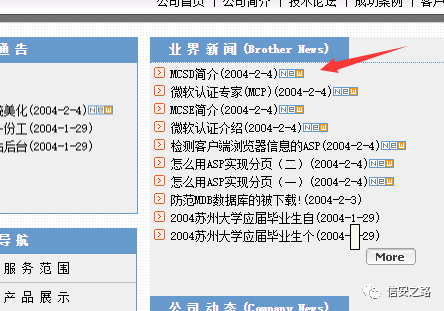 公司首页 | 公司简介 | 技术论坛 | 成功案例 | 客户
通 告
美化(2004-2-4)New
份工(2004-1-29)
后台(2004-1-29)
导 航
服 务 范 围
产 品 展 示
业 界 新 闻 (Brother News)
MCSD简介(2004-2-4)New
微软认证专家(MCP)(2004-2-4)New
MCSE简介(2004-2-4)New
微软认证介绍(2004-2-4)New
检测客户端浏览器信息的ASP(2004-2-4)New
怎么用ASP实现分页（二）(2004-2-4)New
怎么用ASP实现分页（一）(2004-2-4)New
防范MDB数据库的被下载!(2004-2-3)
2004苏州大学应届毕业生自(2004-1-29)
2004苏州大学应届毕业生个(2004-1-29)
More
公 司 动 态 (Company News)
信安之路